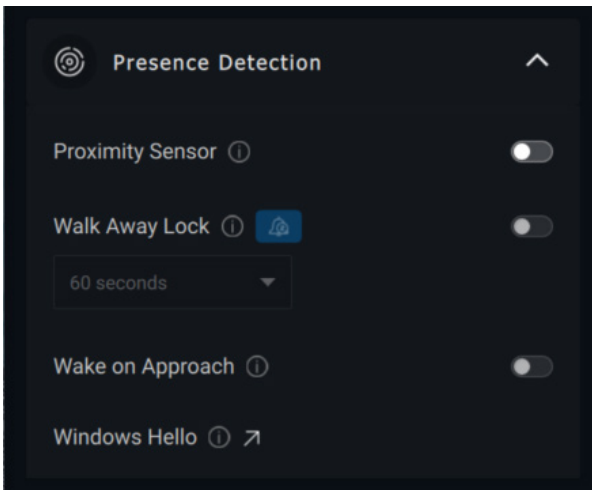 Presence Detection
Proximity Sensor
Walk Away Lock
60 seconds
Wake on Approach
Windows Hello